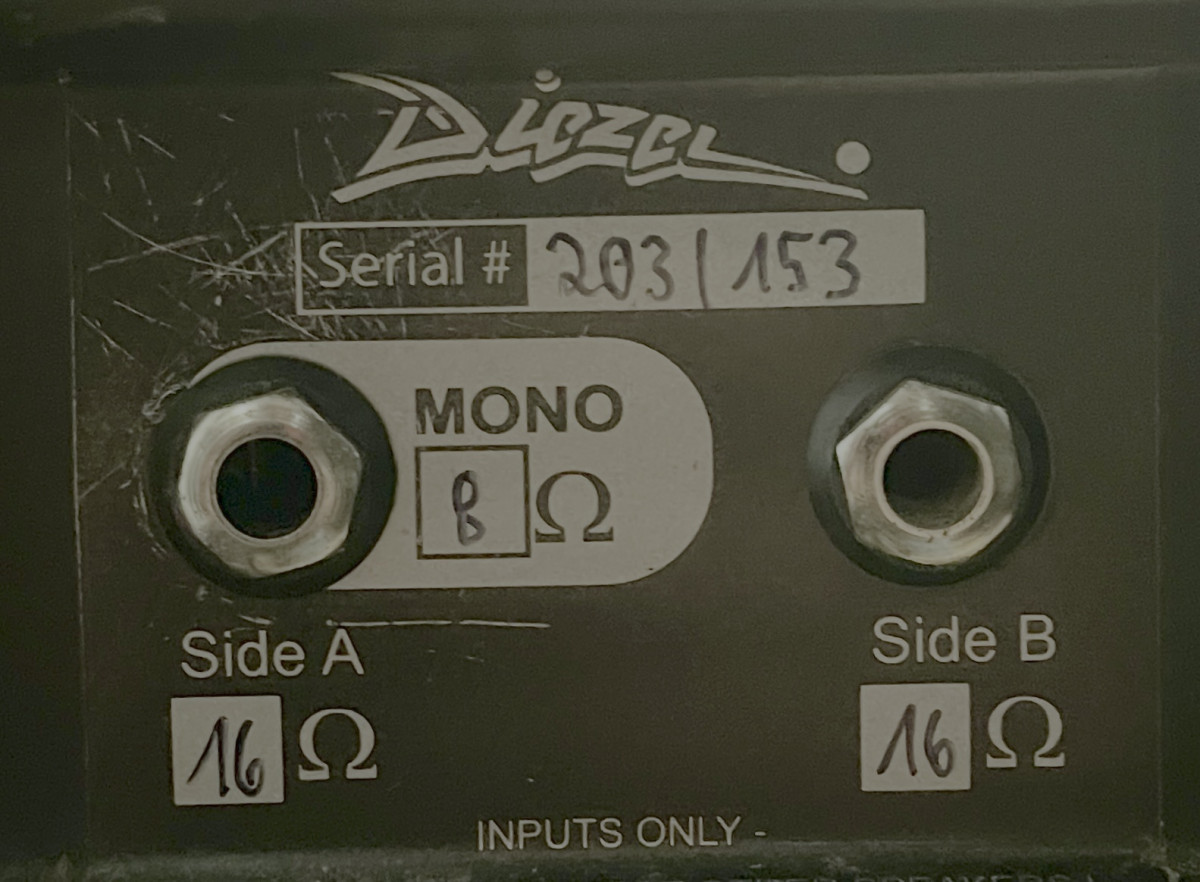 Diezel
Serial # 203/153
MONO
8 Ω
Side A
Side B
16 Ω
16 Ω
INPUTS ONLY -